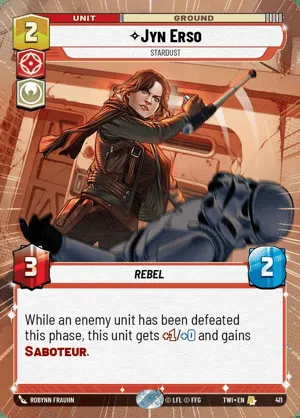 UNIT GROUND
2 ✧Jyn Erso
STARDUST
3 REBEL 2
While an enemy unit has been defeated
this phase, this unit gets +1/+0 and gains
SABOTEUR.
ROBYNN FRAUHN © LFL © FFG TWI • EN 411